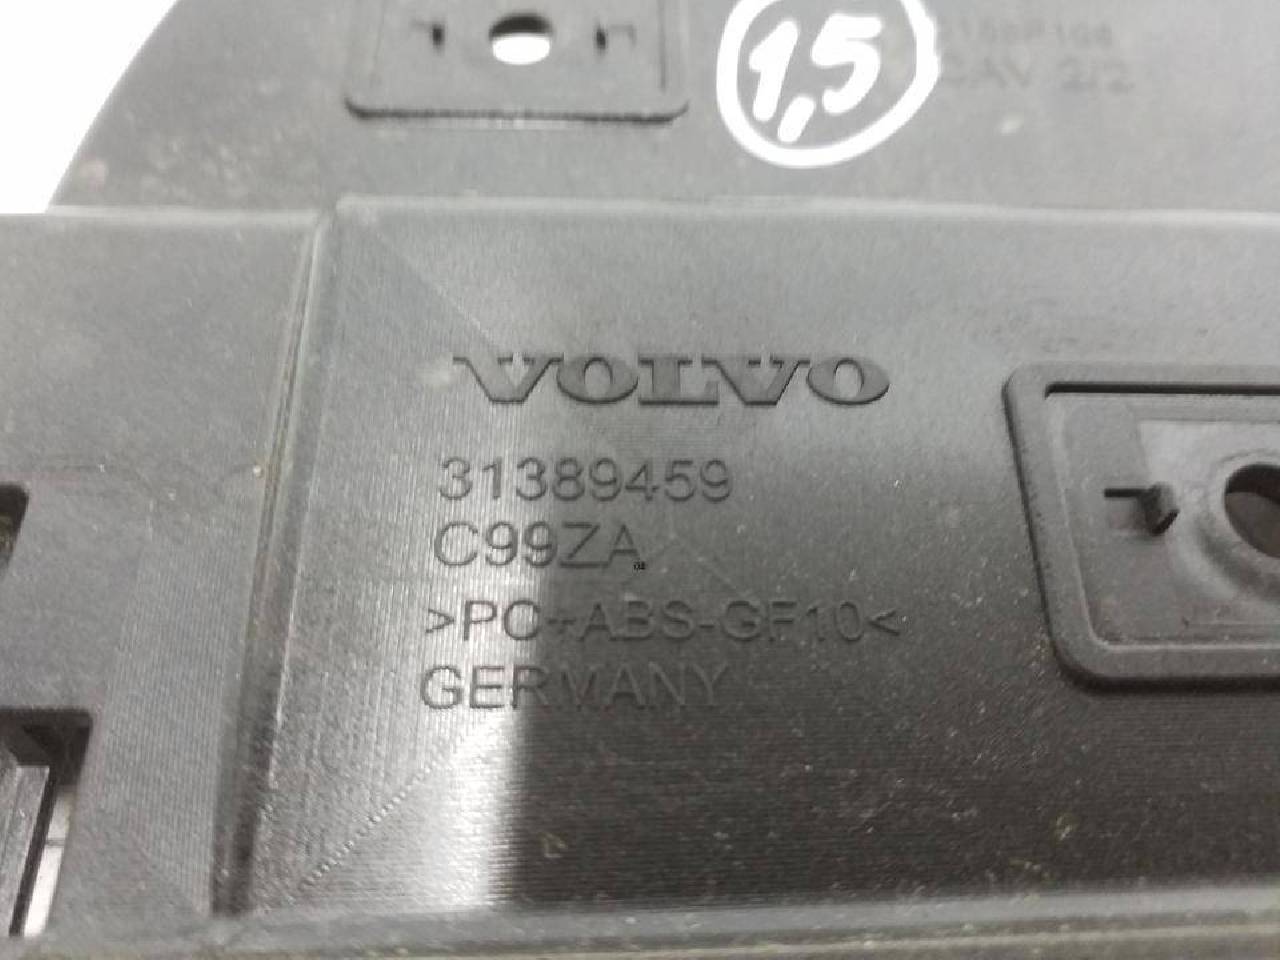 1,5
CAV 2/2
VOLVO
31389459
C99ZA
>PC+ABS-GF10<
GERMANY